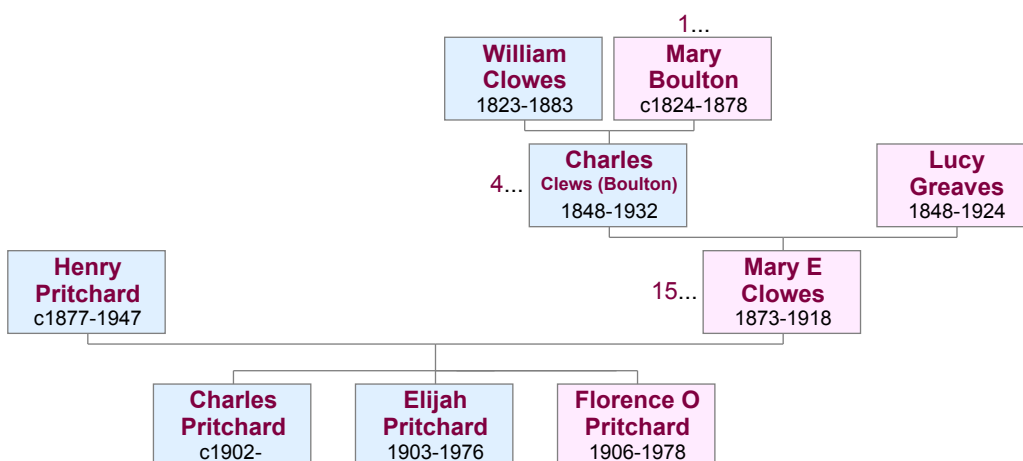 1...
William
Clowes
1823-1883
Mary
Boulton
c1824-1878
4...
Charles
Clews (Boulton)
1848-1932
Lucy
Greaves
1848-1924
Henry
Pritchard
c1877-1947
15...
Mary E
Clowes
1873-1918
Charles
Pritchard
c1902-
Elijah
Pritchard
1903-1976
Florence O
Pritchard
1906-1978